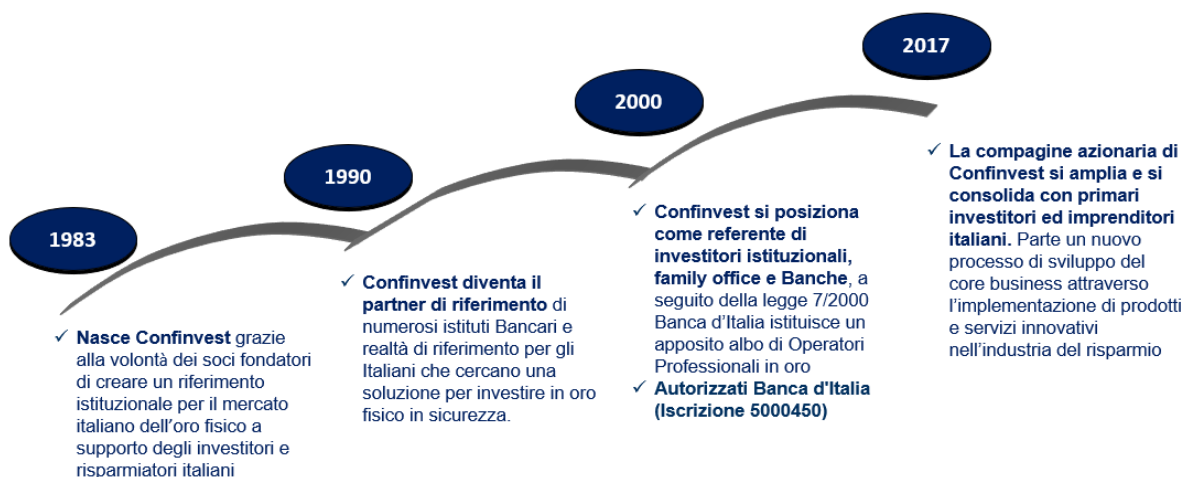 1983
✓ Nasce Confinvest grazie
alla volontà dei soci fondatori
di creare un riferimento
istituzionale per il mercato
italiano dell'oro fisico a
supporto degli investitori e
risparmiatori italiani
1990
✓ Confinvest diventa il
partner di riferimento di
numerosi istituti Bancari e
realtà di riferimento per gli
Italiani che cercano una
soluzione per investire in oro
fisico in sicurezza.
2000
✓ Confinvest si posiziona
come referente di
investitori istituzionali,
family office e Banche, a
seguito della legge 7/2000
Banca d'Italia istituisce un
apposito albo di Operatori
Professionali in oro
✓ Autorizzati Banca d'Italia
(Iscrizione 5000450)
2017
✓ La compagine azionaria di
Confinvest si amplia e si
consolida con primari
investitori ed imprenditori
italiani. Parte un nuovo
processo di sviluppo del
core business attraverso
l'implementazione di prodotti
e servizi innovativi
nell'industria del risparmio